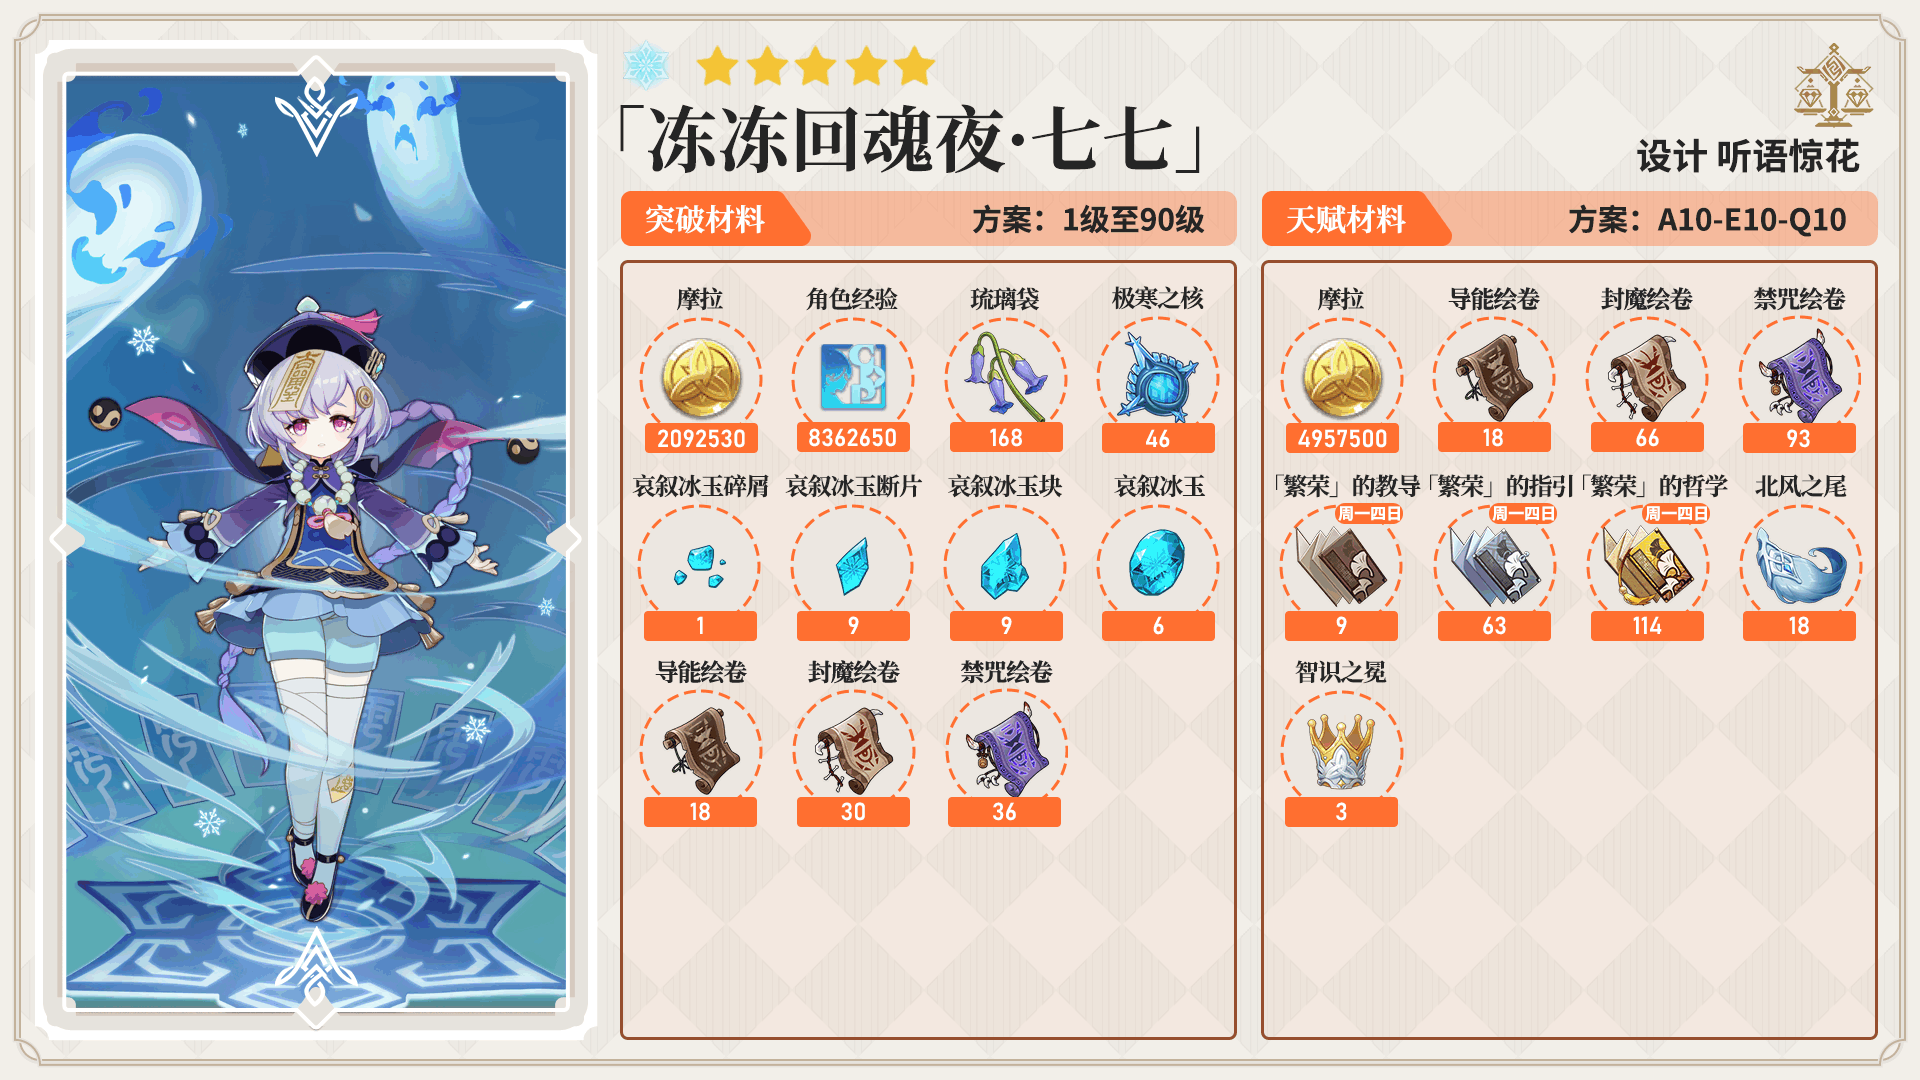 「冻冻回魂夜·七七」
设计 听语惊花
突破材料
方案：1级至90级
摩拉
角色经验
琉璃袋
极寒之核
2092530
8362650
168
46
哀叙冰玉碎屑
哀叙冰玉断片
哀叙冰玉块
哀叙冰玉
1
9
9
6
导能绘卷
封魔绘卷
禁咒绘卷
18
30
36
天赋材料
方案：A10-E10-Q10
摩拉
导能绘卷
封魔绘卷
禁咒绘卷
4957500
18
66
93
「繁荣」的教导
「繁荣」的指引
「繁荣」的哲学
北风之尾
周一四日
周一四日
周一四日
9
63
114
18
智识之冕
3